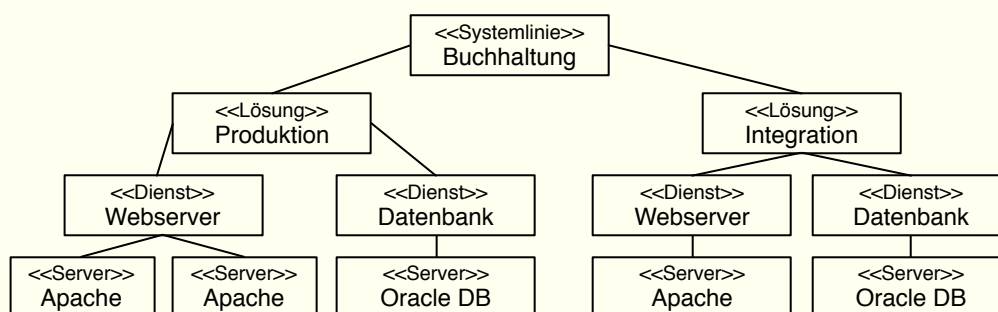 <<Systemlinie>>
Buchhaltung
<<Lösung>>
Produktion
<<Lösung>>
Integration
<<Dienst>>
Webserver
<<Dienst>>
Datenbank
<<Dienst>>
Webserver
<<Dienst>>
Datenbank
<<Server>>
Apache
<<Server>>
Apache
<<Server>>
Oracle DB
<<Server>>
Apache
<<Server>>
Oracle DB